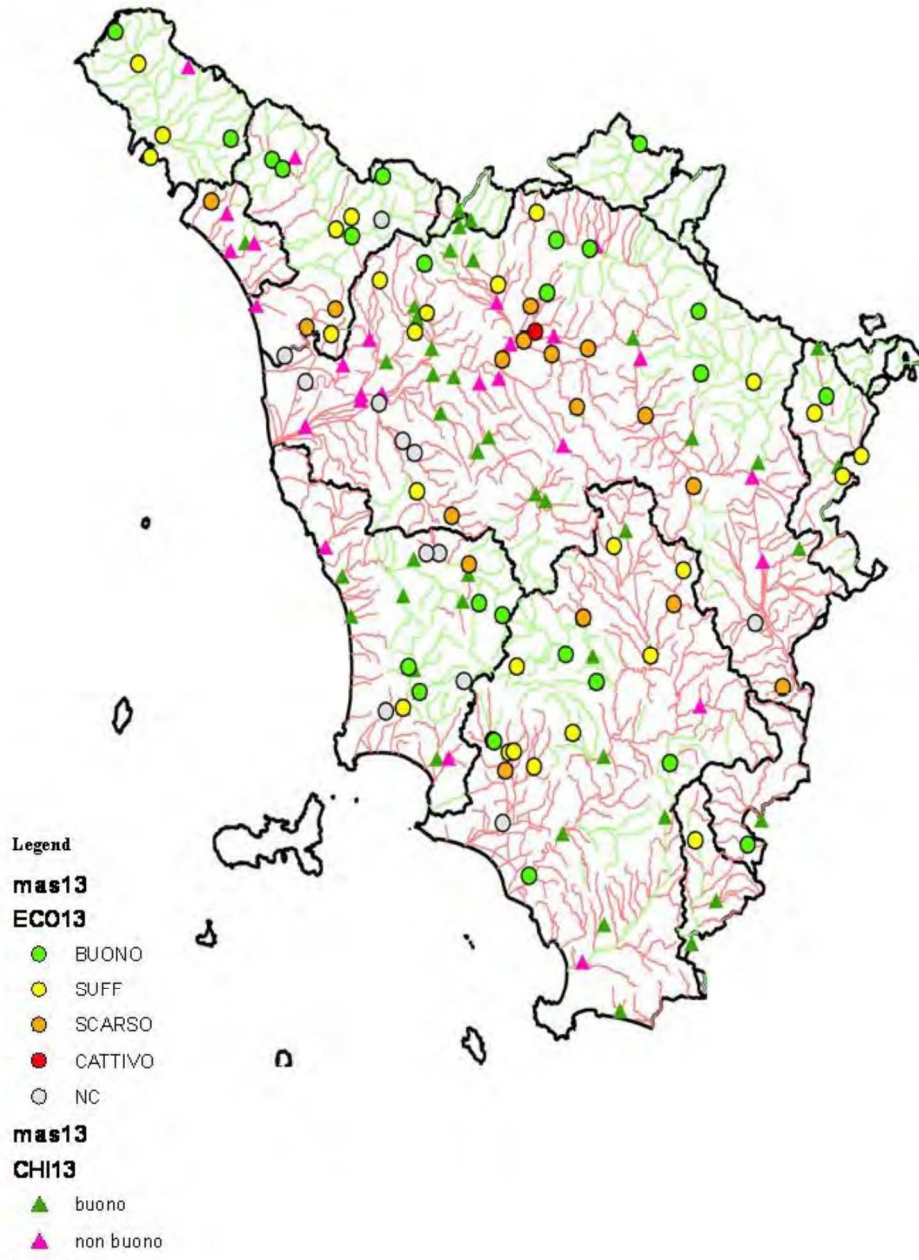 Legend
mas13
ECO13
BUONO
SUFF
SCARSO
CATTIVO
NC
mas13
CHI13
buono
non buono